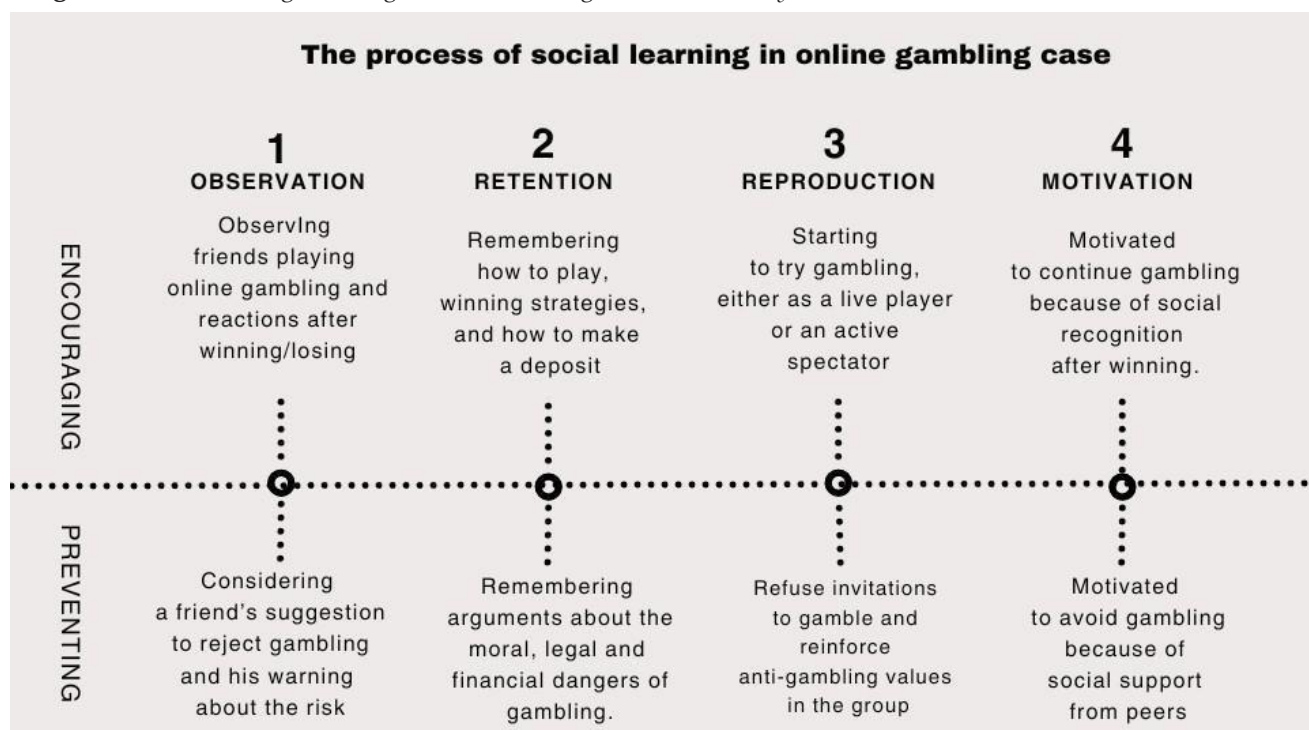 The process of social learning in online gambling case
1
OBSERVATION
ObservIng
friends playing
online gambling and
reactions after
winning/losing
2
RETENTION
Remembering
how to play,
winning strategies,
and how to make
a deposit
3
REPRODUCTION
Starting
to try gambling,
either as a live player
or an active
spectator
4
MOTIVATION
Motivated
to continue gambling
because of social
recognition
after winning.
ENCOURAGING
PREVENTING
Considering
a friend's suggestion
to reject gambling
and his warning
about the risk
Remembering
arguments about the
moral, legal and
financial dangers of
gambling.
Refuse invitations
to gamble and
reinforce
anti-gambling values
in the group
Motivated
to avoid gambling
because of
social support
from peers